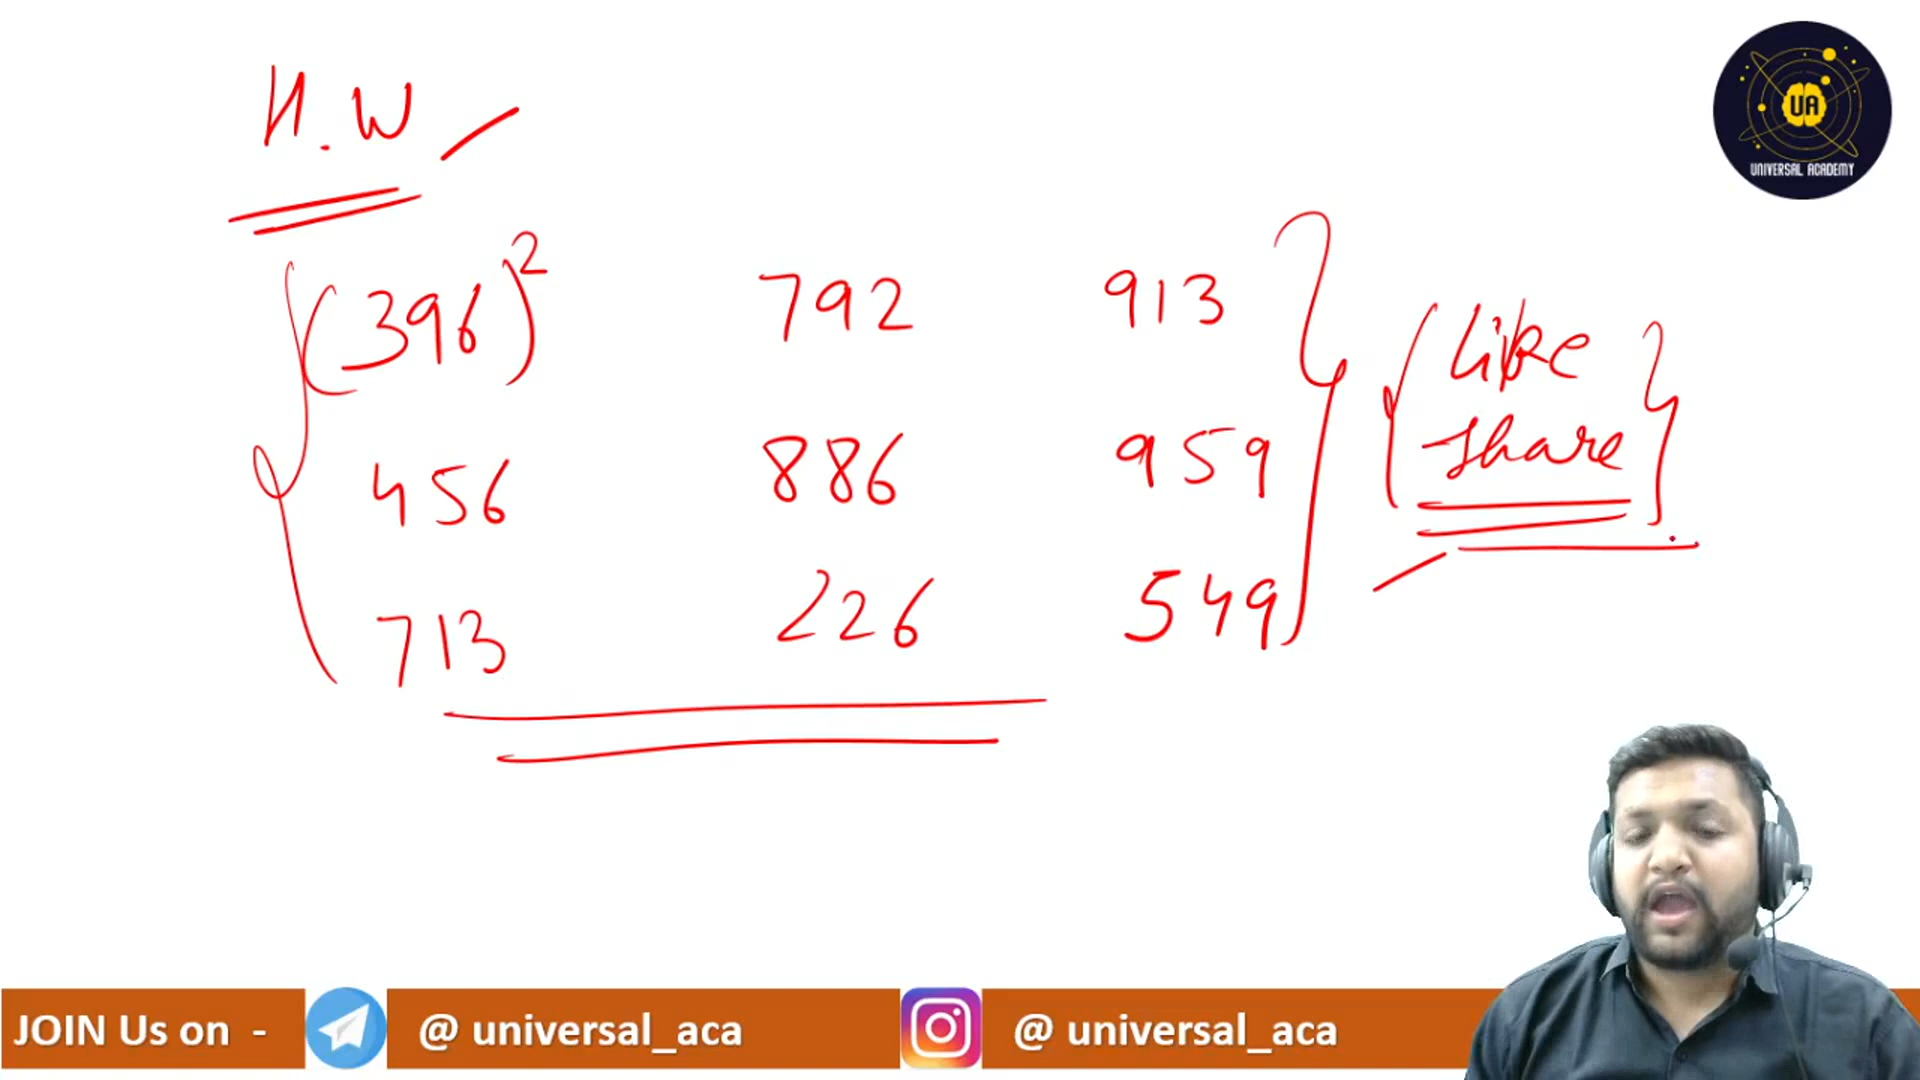 H.W
UA
UNIVERSAL ACADEMY
(396)² 792 913
456 886 959
713 226 549
Like
share
JOIN Us on - @ universal_aca @ universal_aca